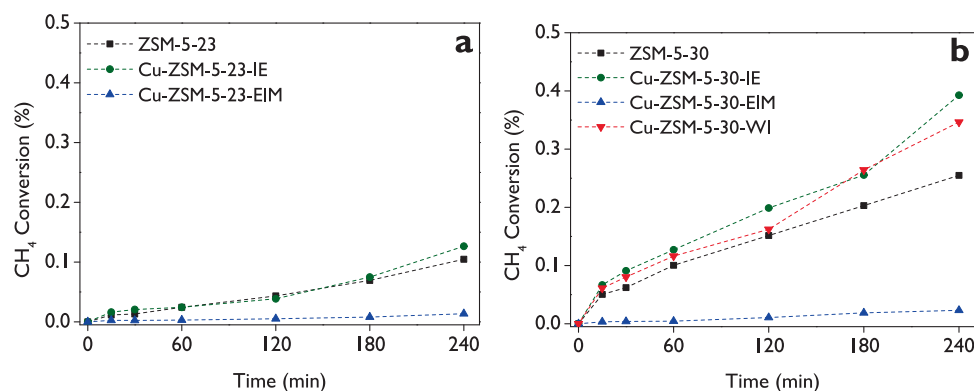 a
ZSM-5-23
Cu-ZSM-5-23-IE
Cu-ZSM-5-23-EIM
CH4 Conversion (%)
0.5
0.4
0.3
0.2
0.1
0.0
0 60 120 180 240
Time (min)
b
ZSM-5-30
Cu-ZSM-5-30-IE
Cu-ZSM-5-30-EIM
Cu-ZSM-5-30-WI
CH4 Conversion (%)
0.5
0.4
0.3
0.2
0.1
0.0
0 60 120 180 240
Time (min)